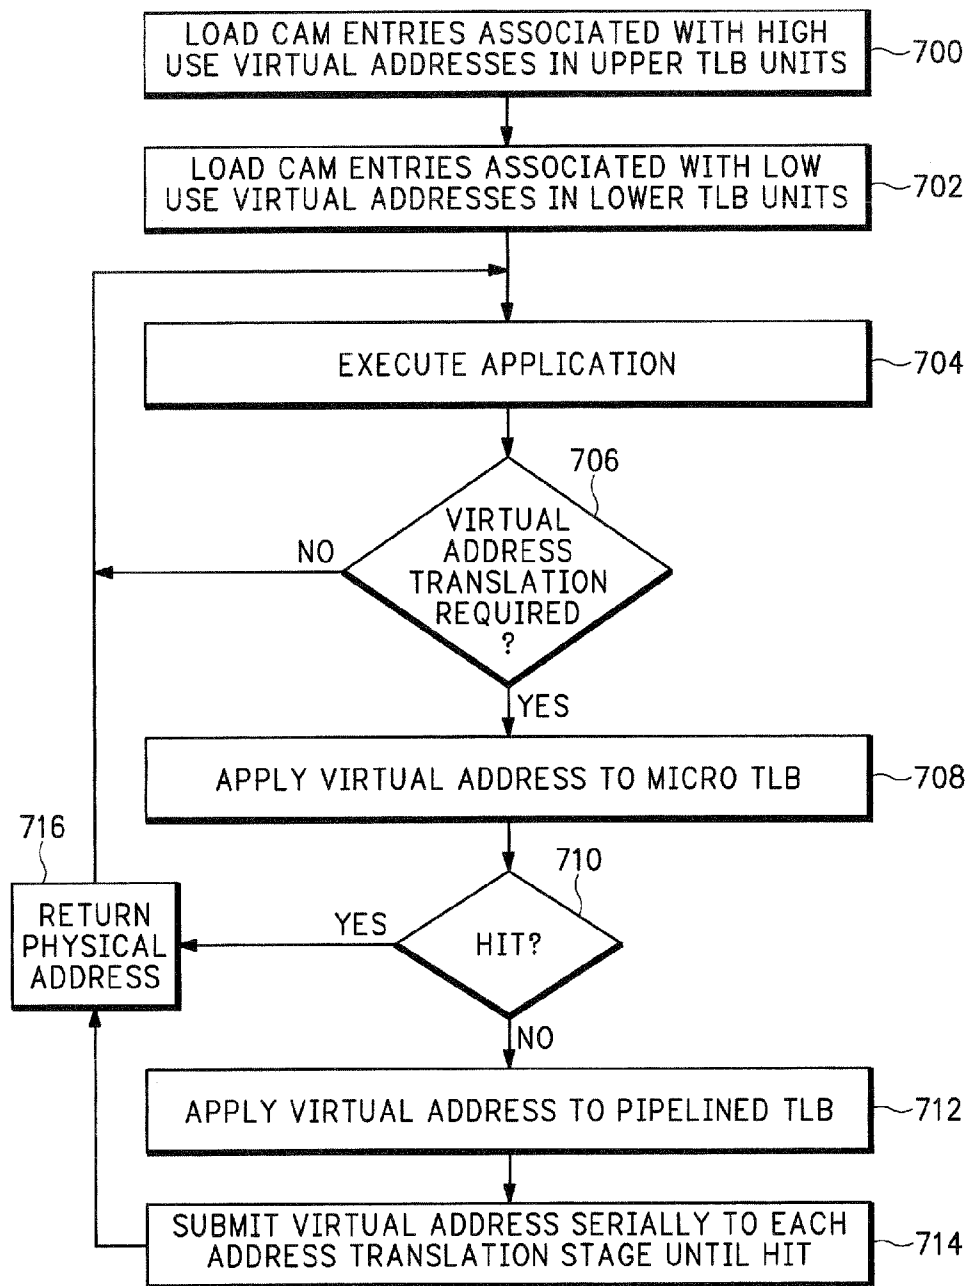 LOAD CAM ENTRIES ASSOCIATED WITH HIGH
USE VIRTUAL ADDRESSES IN UPPER TLB UNITS
700
LOAD CAM ENTRIES ASSOCIATED WITH LOW
USE VIRTUAL ADDRESSES IN LOWER TLB UNITS
702
EXECUTE APPLICATION
704
706
VIRTUAL
ADDRESS
TRANSLATION
REQUIRED
?
NO
YES
APPLY VIRTUAL ADDRESS TO MICRO TLB
708
716
RETURN
PHYSICAL
ADDRESS
710
HIT?
YES
NO
APPLY VIRTUAL ADDRESS TO PIPELINED TLB
712
SUBMIT VIRTUAL ADDRESS SERIALLY TO EACH
ADDRESS TRANSLATION STAGE UNTIL HIT
714